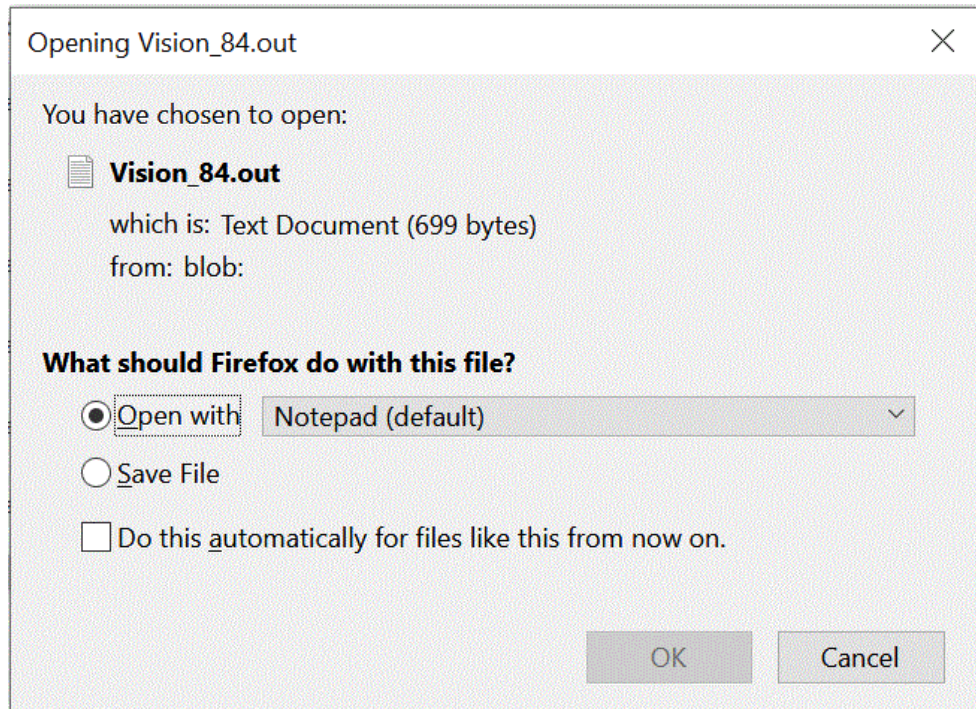 Opening Vision_84.out
You have chosen to open:
Vision_84.out
which is: Text Document (699 bytes)
from: blob:
What should Firefox do with this file?
Open with Notepad (default)
Save File
Do this automatically for files like this from now on.
OK Cancel